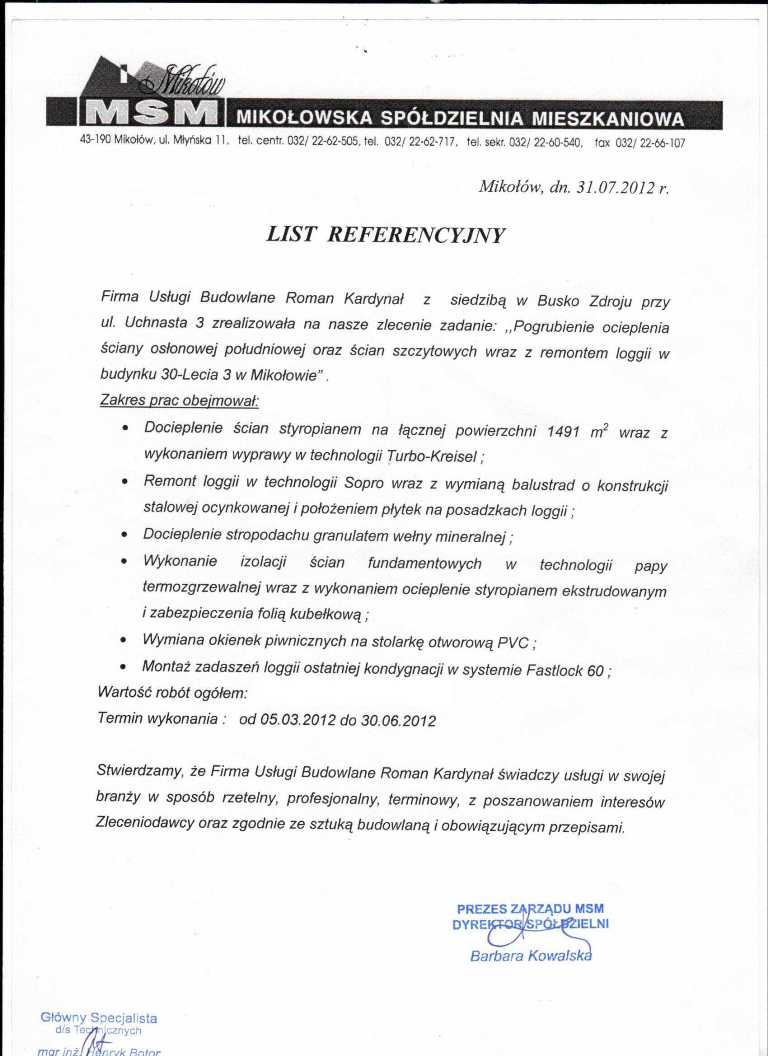 Mikołów
MSM MIKOŁOWSKA SPÓŁDZIELNIA MIESZKANIOWA
43-190 Mikołów, ul. Młyńska 11, tel. centr. 032/ 22-62-505, tel. 032/ 22-62-717, tel. sekr. 032/ 22-60-540, fax 032/ 22-66-107
Mikołów, dn. 31.07.2012 r.
LIST REFERENCYJNY
Firma Usługi Budowlane Roman Kardynał z siedzibą w Busko Zdroju przy
ul. Uchnasta 3 zrealizowała na nasze zlecenie zadanie: ,,Pogrubienie ocieplenia
ściany osłonowej południowej oraz ścian szczytowych wraz z remontem loggii w
budynku 30-Lecia 3 w Mikołowie” .
Zakres prac obejmował:
• Docieplenie ścian styropianem na łącznej powierzchni 1491 m² wraz z
wykonaniem wyprawy w technologii Turbo-Kreisel ;
• Remont loggii w technologii Sopro wraz z wymianą balustrad o konstrukcji
stalowej ocynkowanej i położeniem płytek na posadzkach loggii ;
• Docieplenie stropodachu granulatem wełny mineralnej ;
• Wykonanie izolacji ścian fundamentowych w technologii papy
termozgrzewalnej wraz z wykonaniem ocieplenie styropianem ekstrudowanym
i zabezpieczenia folią kubełkową ;
• Wymiana okienek piwnicznych na stolarkę otworową PVC ;
• Montaż zadaszeń loggii ostatniej kondygnacji w systemie Fastlock 60 ;
Wartość robót ogółem:
Termin wykonania : od 05.03.2012 do 30.06.2012
Stwierdzamy, że Firma Usługi Budowlane Roman Kardynał świadczy usługi w swojej
branży w sposób rzetelny, profesjonalny, terminowy, z poszanowaniem interesów
Zleceniodawcy oraz zgodnie ze sztuką budowlaną i obowiązującym przepisami.
PREZES ZARZĄDU MSM
DYREKTOR SPÓŁDZIELNI
Barbara Kowalska
Główny Specjalista
d/s Technicznych
mgr inż. Henryk Botor